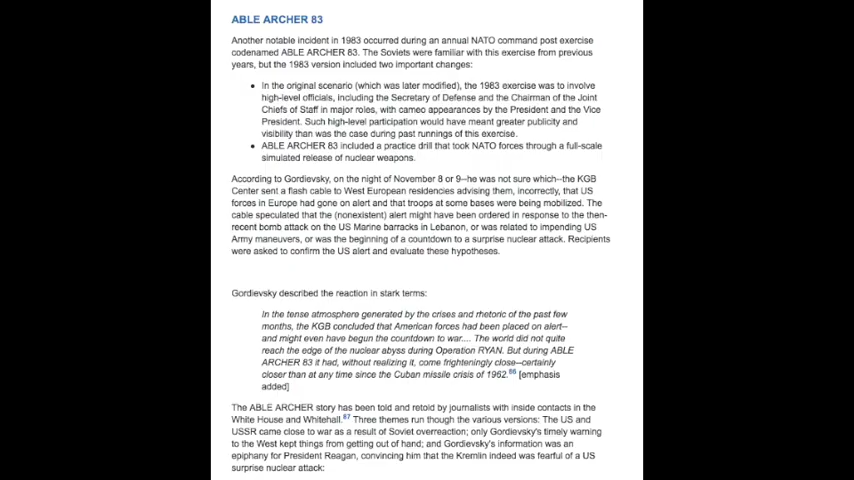 ABLE ARCHER 83
Another notable incident in 1983 occurred during an annual NATO command post exercise
codenamed ABLE ARCHER 83. The Soviets were familiar with this exercise from previous
years, but the 1983 version included two important changes:
• In the original scenario (which was later modified), the 1983 exercise was to involve
high-level officials, including the Secretary of Defense and the Chairman of the Joint
Chiefs of Staff in major roles, with cameo appearances by the President and the Vice
President. Such high-level participation would have meant greater publicity and
visibility than was the case during past runnings of this exercise.
• ABLE ARCHER 83 included a practice drill that took NATO forces through a full-scale
simulated release of nuclear weapons.
According to Gordievsky, on the night of November 8 or 9--he was not sure which--the KGB
Center sent a flash cable to West European residencies advising them, incorrectly, that US
forces in Europe had gone on alert and that troops at some bases were being mobilized. The
cable speculated that the (nonexistent) alert might have been ordered in response to the then-
recent bomb attack on the US Marine barracks in Lebanon, or was related to impending US
Army maneuvers, or was the beginning of a countdown to a surprise nuclear attack. Recipients
were asked to confirm the US alert and evaluate these hypotheses.
Gordievsky described the reaction in stark terms:
In the tense atmosphere generated by the crises and rhetoric of the past few
months, the KGB concluded that American forces had been placed on alert--
and might even have begun the countdown to war.... The world did not quite
reach the edge of the nuclear abyss during Operation RYAN. But during ABLE
ARCHER 83 it had, without realizing it, come frighteningly close--certainly
closer than at any time since the Cuban missile crisis of 1962.86 [emphasis
added]
The ABLE ARCHER story has been told and retold by journalists with inside contacts in the
White House and Whitehall.87 Three themes run though the various versions: The US and
USSR came close to war as a result of Soviet overreaction; only Gordievsky's timely warning
to the West kept things from getting out of hand; and Gordievsky's information was an
epiphany for President Reagan, convincing him that the Kremlin indeed was fearful of a US
surprise nuclear attack: